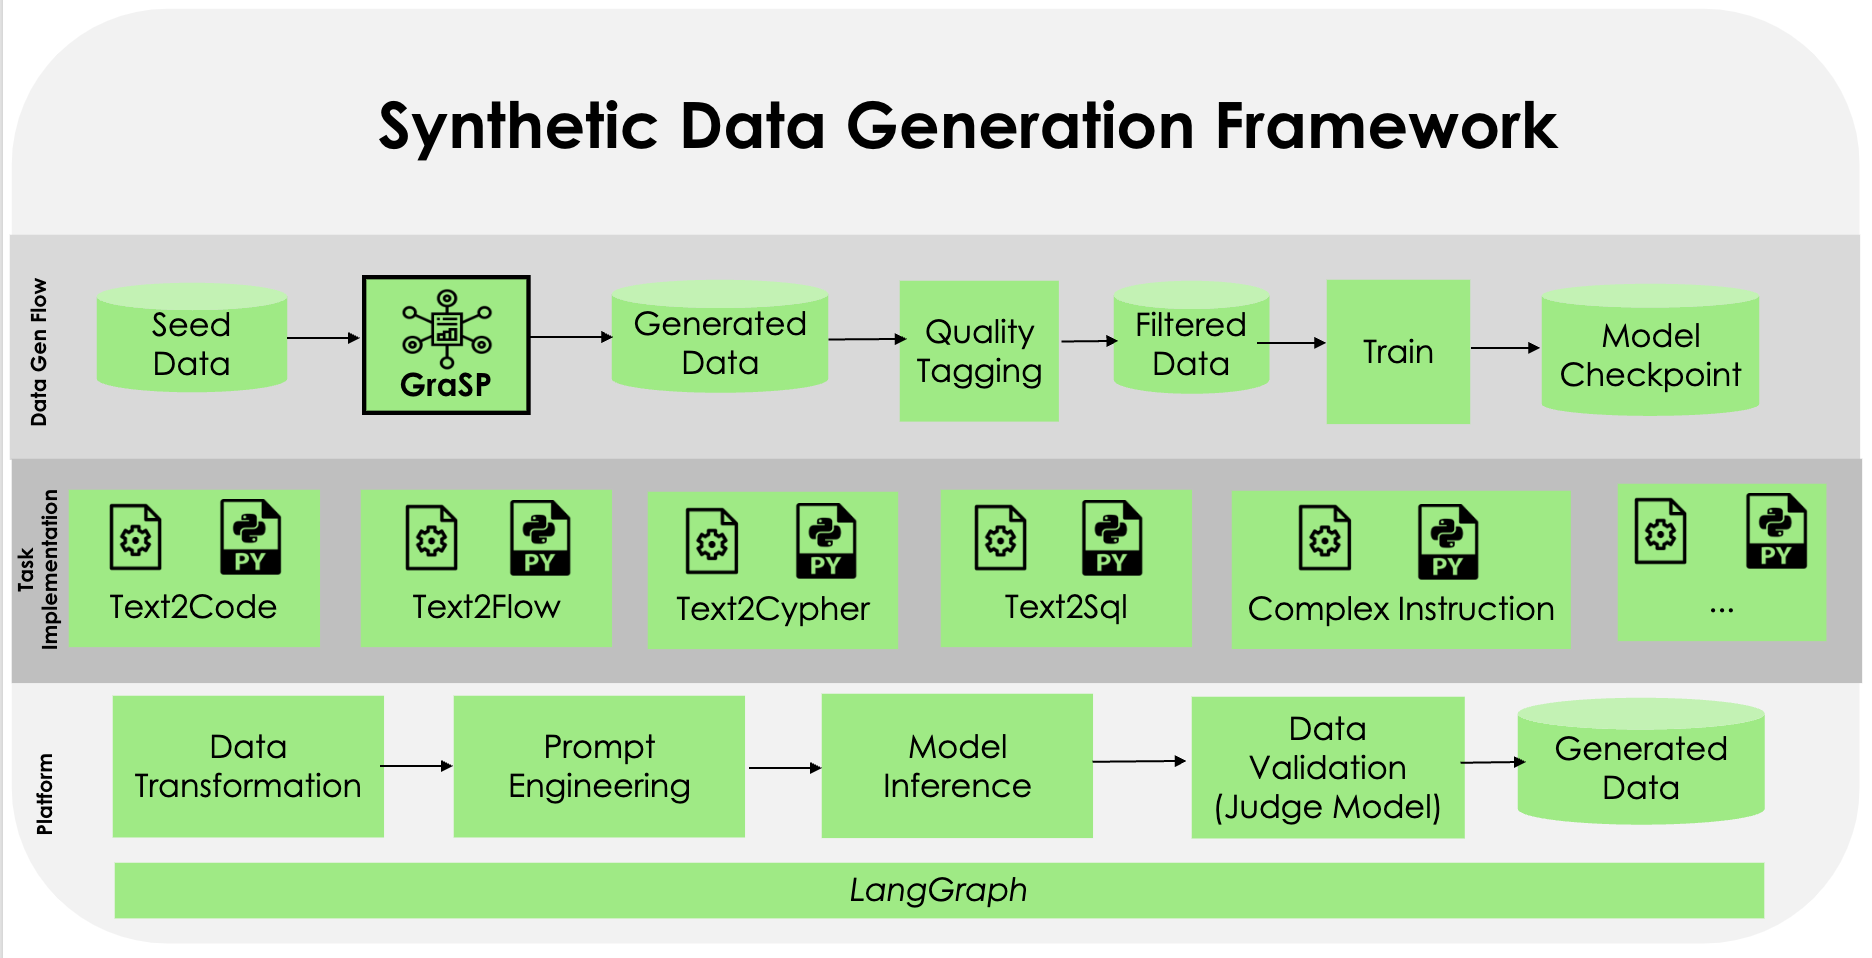 Synthetic Data Generation Framework
Data Gen Flow
Seed
Data
GraSP
Generated
Data
Quality
Tagging
Filtered
Data
Train
Model
Checkpoint
Task
Implementation
PY
Text2Code
PY
Text2Flow
PY
Text2Cypher
PY
Text2Sql
PY
Complex Instruction
PY
...
Platform
Data
Transformation
Prompt
Engineering
Model
Inference
Data
Validation
(Judge Model)
Generated
Data
LangGraph